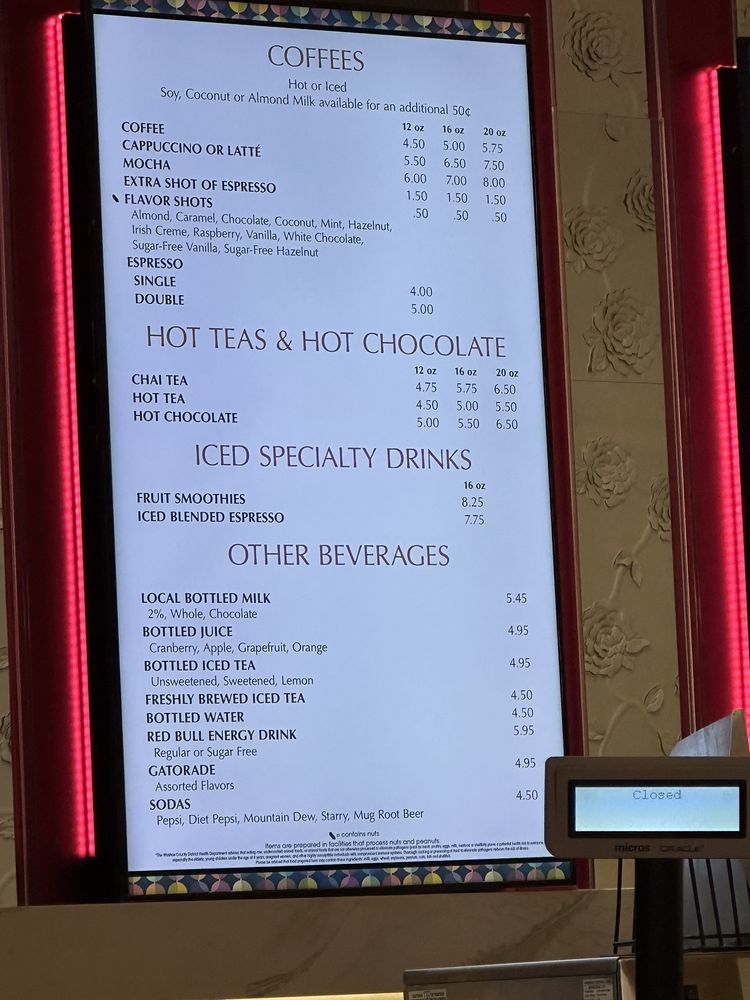 COFFEES
Hot or Iced
Soy, Coconut or Almond Milk available for an additional 50¢
12 oz 16 oz 20 oz
COFFEE 4.50 5.00 5.75
CAPPUCCINO OR LATTÉ 5.50 6.50 7.50
MOCHA 6.00 7.00 8.00
EXTRA SHOT OF ESPRESSO 1.50 1.50 1.50
FLAVOR SHOTS .50 .50 .50
Almond, Caramel, Chocolate, Coconut, Mint, Hazelnut,
Irish Creme, Raspberry, Vanilla, White Chocolate,
Sugar-Free Vanilla, Sugar-Free Hazelnut
ESPRESSO
SINGLE 4.00
DOUBLE 5.00
HOT TEAS & HOT CHOCOLATE
12 oz 16 oz 20 oz
CHAI TEA 4.75 5.75 6.50
HOT TEA 4.50 5.00 5.50
HOT CHOCOLATE 5.00 5.50 6.50
ICED SPECIALTY DRINKS
16 oz
FRUIT SMOOTHIES 8.25
ICED BLENDED ESPRESSO 7.75
OTHER BEVERAGES
LOCAL BOTTLED MILK 5.45
2%, Whole, Chocolate
BOTTLED JUICE 4.95
Cranberry, Apple, Grapefruit, Orange
BOTTLED ICED TEA 4.95
Unsweetened, Sweetened, Lemon
FRESHLY BREWED ICED TEA 4.50
BOTTLED WATER 4.50
RED BULL ENERGY DRINK 5.95
Regular or Sugar Free
GATORADE 4.95
Assorted Flavors
SODAS 4.50
Pepsi, Diet Pepsi, Mountain Dew, Starry, Mug Root Beer
= contains nuts
Items are prepared in facilities that process nuts and peanuts.
Closed
micros ORACLE